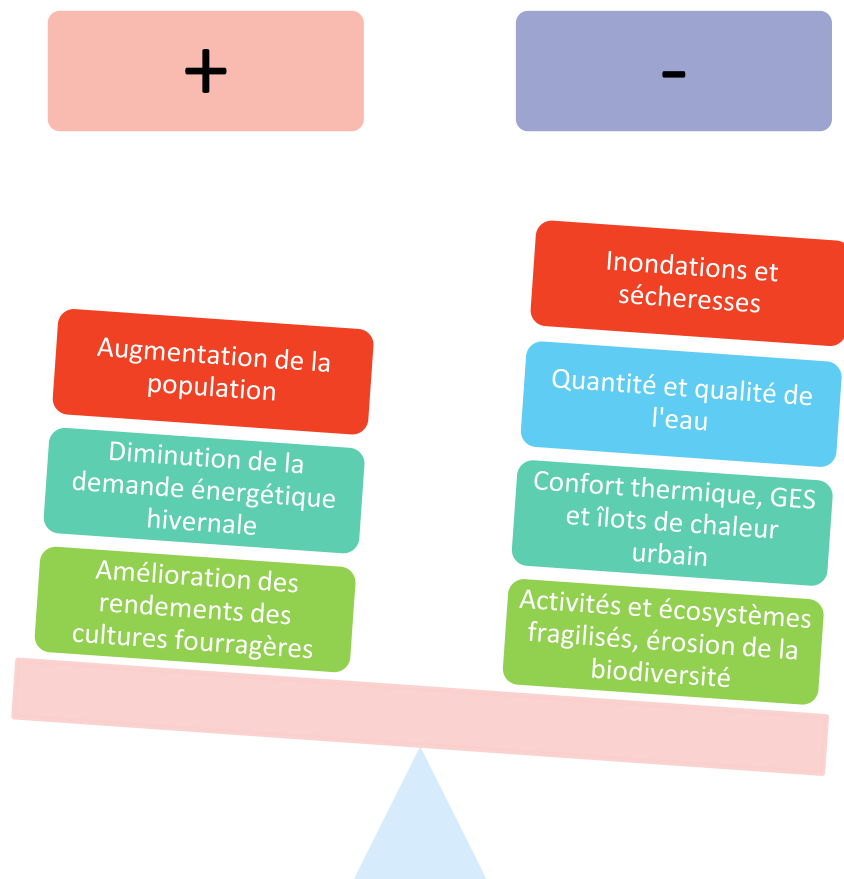 +
-
Augmentation de la
population
Diminution de la
demande énergétique
hivernale
Amélioration des
rendements des
cultures fourragères
Inondations et
sécheresses
Quantité et qualité de
l'eau
Confort thermique, GES
et îlots de chaleur
urbain
Activités et écosystèmes
fragilisés, érosion de la
biodiversité